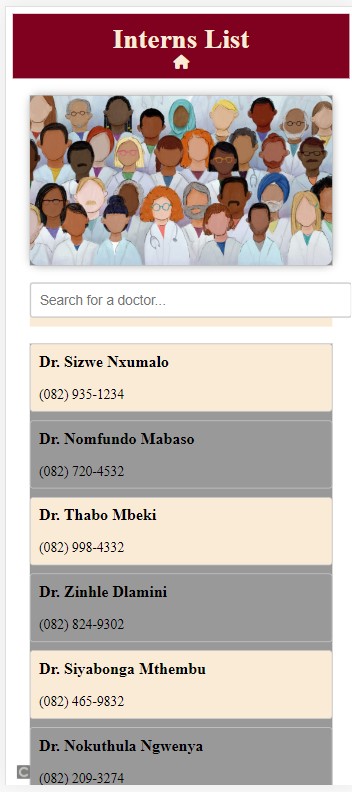 Interns List
Search for a doctor...
Dr. Sizwe Nxumalo
(082) 935-1234
Dr. Nomfundo Mabaso
(082) 720-4532
Dr. Thabo Mbeki
(082) 998-4332
Dr. Zinhle Dlamini
(082) 824-9302
Dr. Siyabonga Mthembu
(082) 465-9832
Dr. Nokuthula Ngwenya
(082) 209-3274